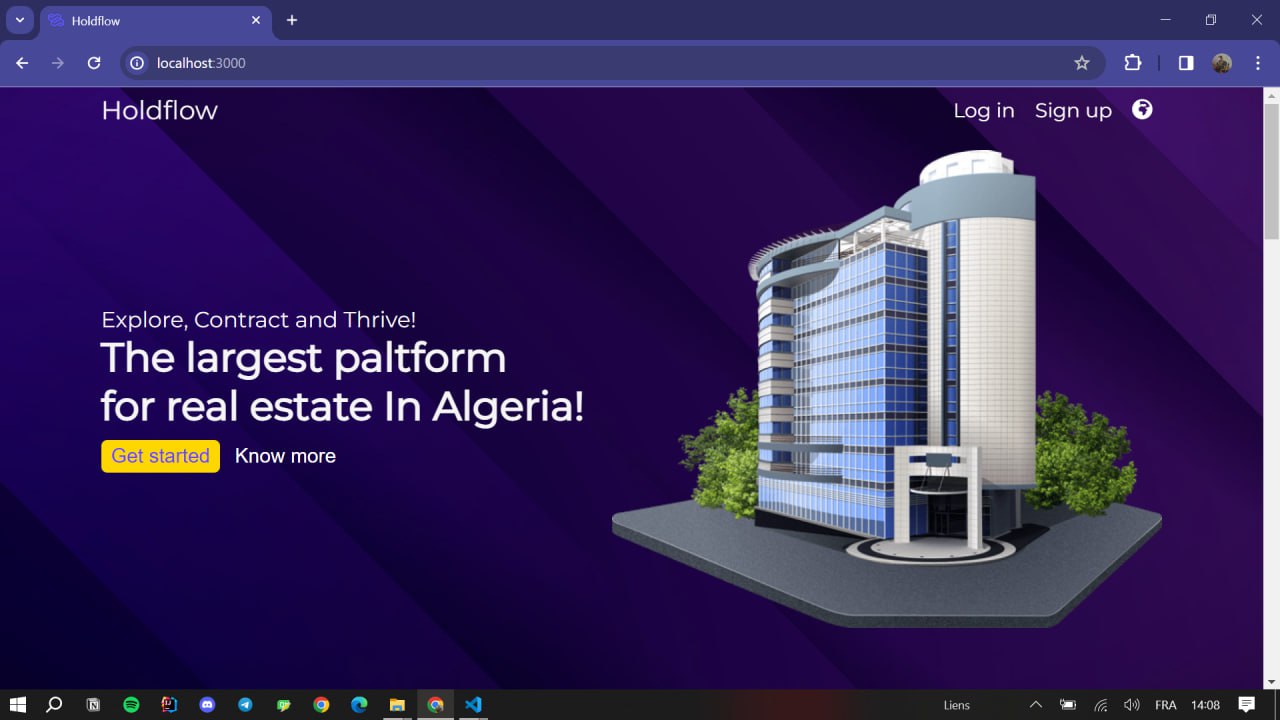 Holdflow
localhost:3000
Holdflow
Log in
Sign up
Explore, Contract and Thrive!
The largest paltform
for real estate In Algeria!
Get started
Know more
Liens
FRA
14:08